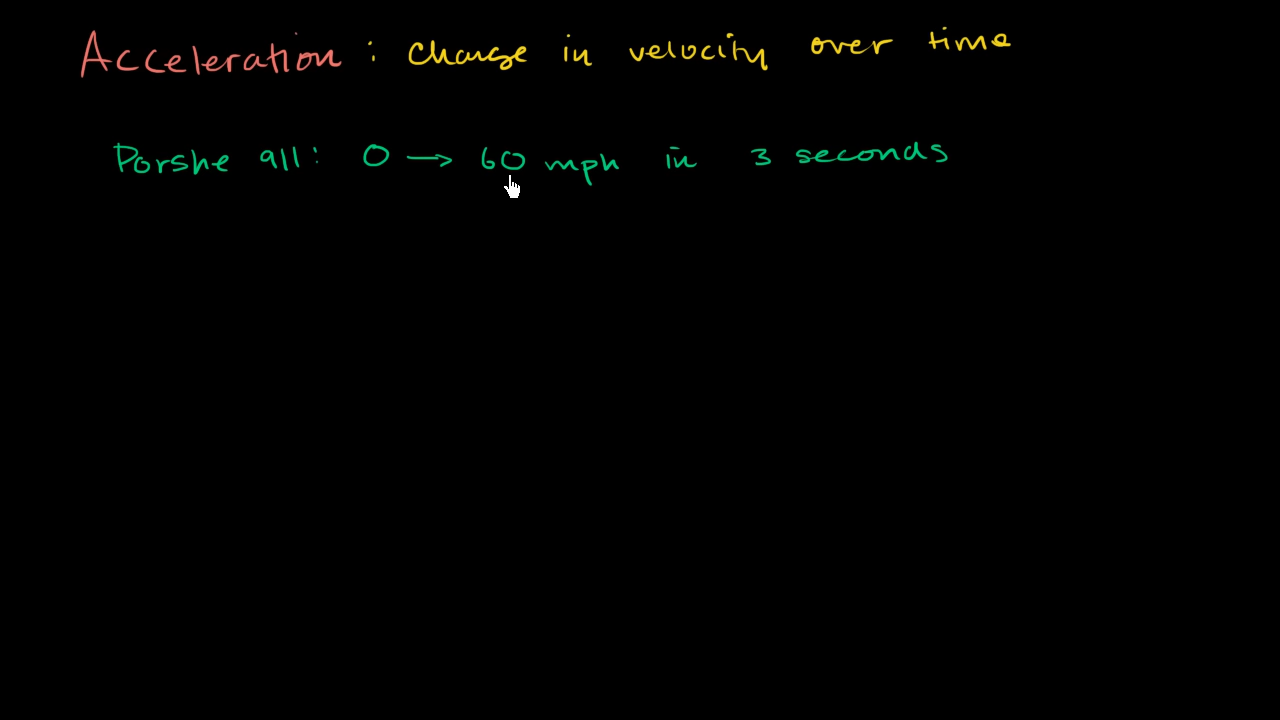 Acceleration : Change in velocity over time
Porshe 911: 0 → 60 mph in 3 seconds